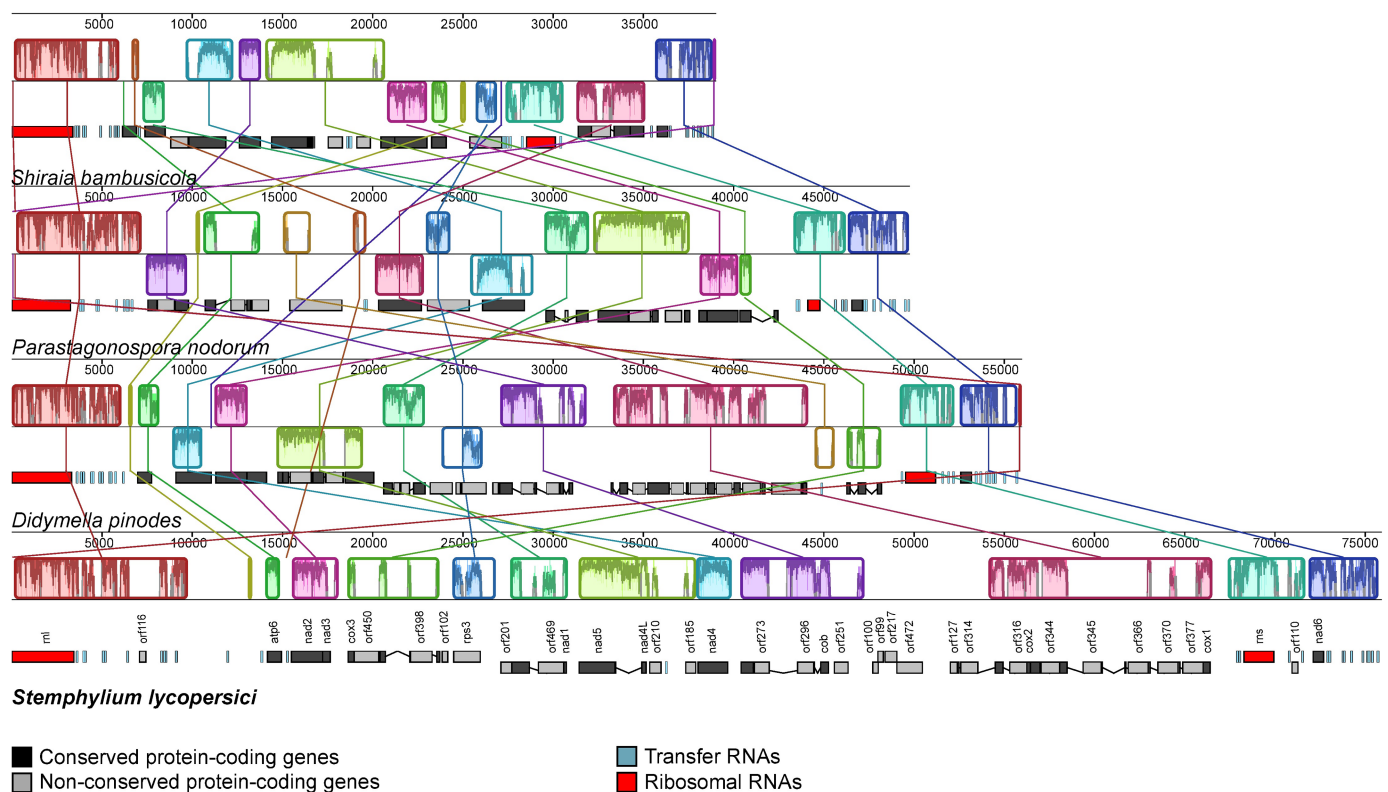 5000 10000 15000 20000 25000 30000 35000
Shiraia bambusicola
5000 10000 15000 20000 25000 30000 35000 40000 45000
Parastagonospora nodorum
5000 10000 15000 20000 25000 30000 35000 40000 45000 50000 55000
Didymella pinodes
5000 10000 15000 20000 25000 30000 35000 40000 45000 50000 55000 60000 65000 70000 75000
rnl orf116 atp6 nad2 nad3 cox3 orf450 orf398 orf102 rps3 orf201 orf469 nad1 nad5 nad4L orf210 orf185 nad4 orf273 orf296 cob orf251 orf100 orf99 orf217 orf472 orf127 orf314 orf316 cox2 orf344 orf345 orf366 orf370 orf377 cox1 rns orf110 nad6
Stemphylium lycopersici
Conserved protein-coding genes Transfer RNAs
Non-conserved protein-coding genes Ribosomal RNAs